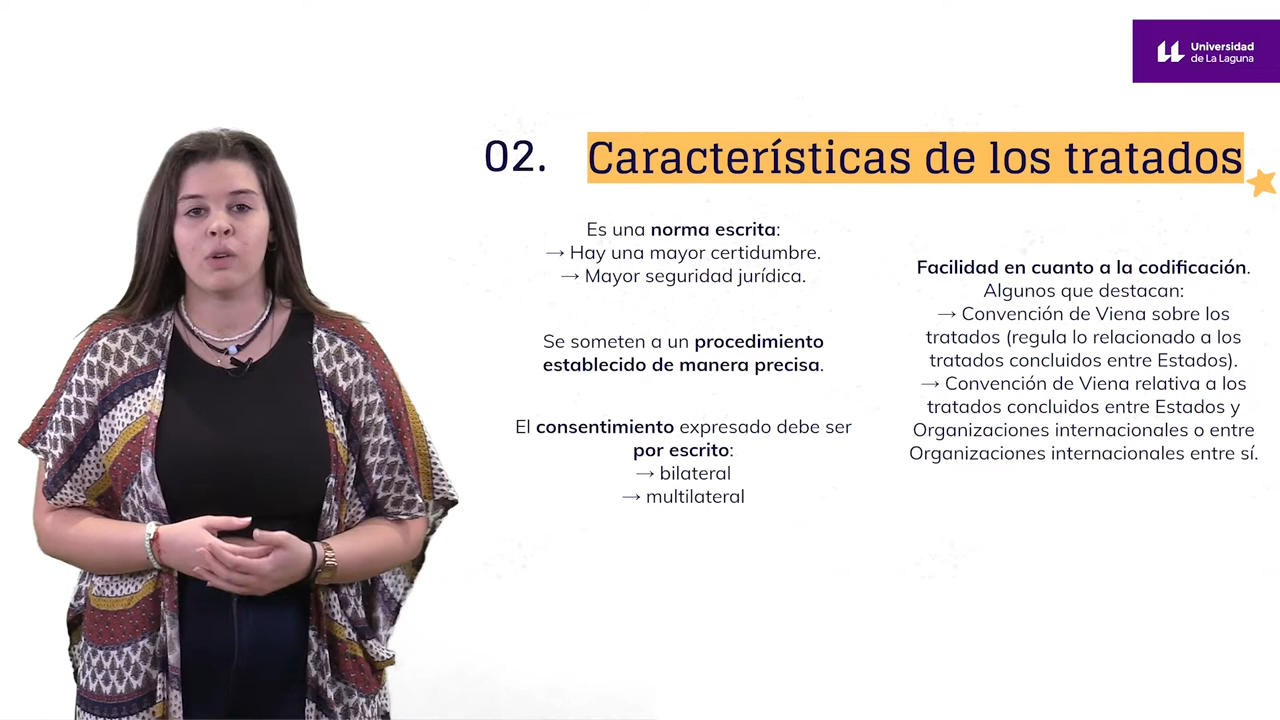 Universidad
de La Laguna
02. Características de los tratados
Es una norma escrita:
→ Hay una mayor certidumbre.
→ Mayor seguridad jurídica.
Se someten a un procedimiento
establecido de manera precisa.
El consentimiento expresado debe ser
por escrito:
→ bilateral
→ multilateral
Facilidad en cuanto a la codificación.
Algunos que destacan:
→ Convención de Viena sobre los
tratados (regula lo relacionado a los
tratados concluidos entre Estados).
→ Convención de Viena relativa a los
tratados concluidos entre Estados y
Organizaciones internacionales o entre
Organizaciones internacionales entre sí.